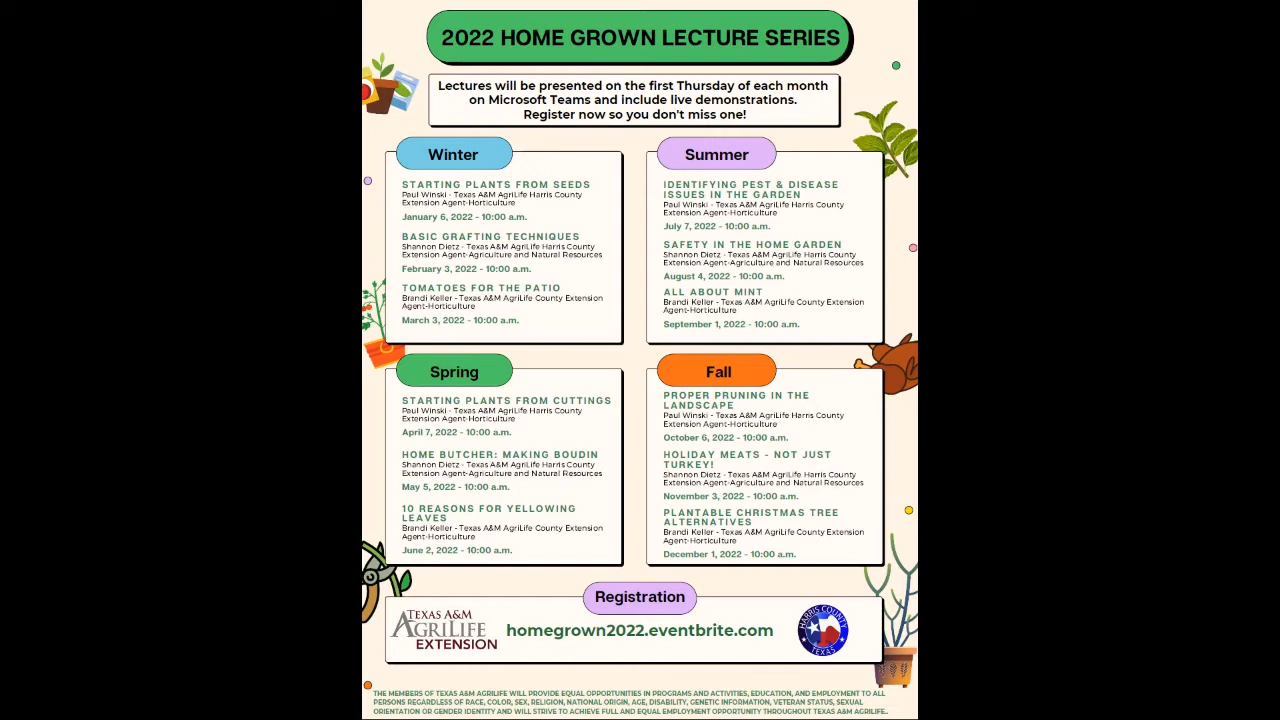 2022 HOME GROWN LECTURE SERIES
Lectures will be presented on the first Thursday of each month
on Microsoft Teams and include live demonstrations.
Register now so you don't miss one!
Winter
STARTING PLANTS FROM SEEDS
Paul Winski - Texas A&M AgriLife Harris County
Extension Agent-Horticulture
January 6, 2022 - 10:00 a.m.
BASIC GRAFTING TECHNIQUES
Shannon Dietz - Texas A&M AgriLife Harris County
Extension Agent-Agriculture and Natural Resources
February 3, 2022 - 10:00 a.m.
TOMATOES FOR THE PATIO
Brandi Keller - Texas A&M AgriLife County Extension
Agent-Horticulture
March 3, 2022 - 10:00 a.m.
Spring
STARTING PLANTS FROM CUTTINGS
Paul Winski - Texas A&M AgriLife Harris County
Extension Agent-Horticulture
April 7, 2022 - 10:00 a.m.
HOME BUTCHER: MAKING BOUDIN
Shannon Dietz - Texas A&M AgriLife Harris County
Extension Agent-Agriculture and Natural Resources
May 5, 2022 - 10:00 a.m.
10 REASONS FOR YELLOWING
LEAVES
Brandi Keller - Texas A&M AgriLife County Extension
Agent-Horticulture
June 2, 2022 - 10:00 a.m.
Summer
IDENTIFYING PEST & DISEASE
ISSUES IN THE GARDEN
Paul Winski - Texas A&M AgriLife Harris County
Extension Agent-Horticulture
July 7, 2022 - 10:00 a.m.
SAFETY IN THE HOME GARDEN
Shannon Dietz - Texas A&M AgriLife Harris County
Extension Agent-Agriculture and Natural Resources
August 4, 2022 - 10:00 a.m.
ALL ABOUT MINT
Brandi Keller - Texas A&M AgriLife County Extension
Agent-Horticulture
September 1, 2022 - 10:00 a.m.
Fall
PROPER PRUNING IN THE
LANDSCAPE
Paul Winski - Texas A&M AgriLife Harris County
Extension Agent-Horticulture
October 6, 2022 - 10:00 a.m.
HOLIDAY MEATS - NOT JUST
TURKEY!
Shannon Dietz - Texas A&M AgriLife Harris County
Extension Agent-Agriculture and Natural Resources
November 3, 2022 - 10:00 a.m.
PLANTABLE CHRISTMAS TREE
ALTERNATIVES
Brandi Keller - Texas A&M AgriLife County Extension
Agent-Horticulture
December 1, 2022 - 10:00 a.m.
Registration
TEXAS A&M
AGRILIFE
EXTENSION
homegrown2022.eventbrite.com
HARRIS COUNTY
TEXAS
THE MEMBERS OF TEXAS A&M AGRILIFE WILL PROVIDE EQUAL OPPORTUNITIES IN PROGRAMS AND ACTIVITIES, EDUCATION, AND EMPLOYMENT TO ALL
PERSONS REGARDLESS OF RACE, COLOR, SEX, RELIGION, NATIONAL ORIGIN, AGE, DISABILITY, GENETIC INFORMATION, VETERAN STATUS, SEXUAL
ORIENTATION OR GENDER IDENTITY AND WILL STRIVE TO ACHIEVE FULL AND EQUAL EMPLOYMENT OPPORTUNITY THROUGHOUT TEXAS A&M AGRILIFE..